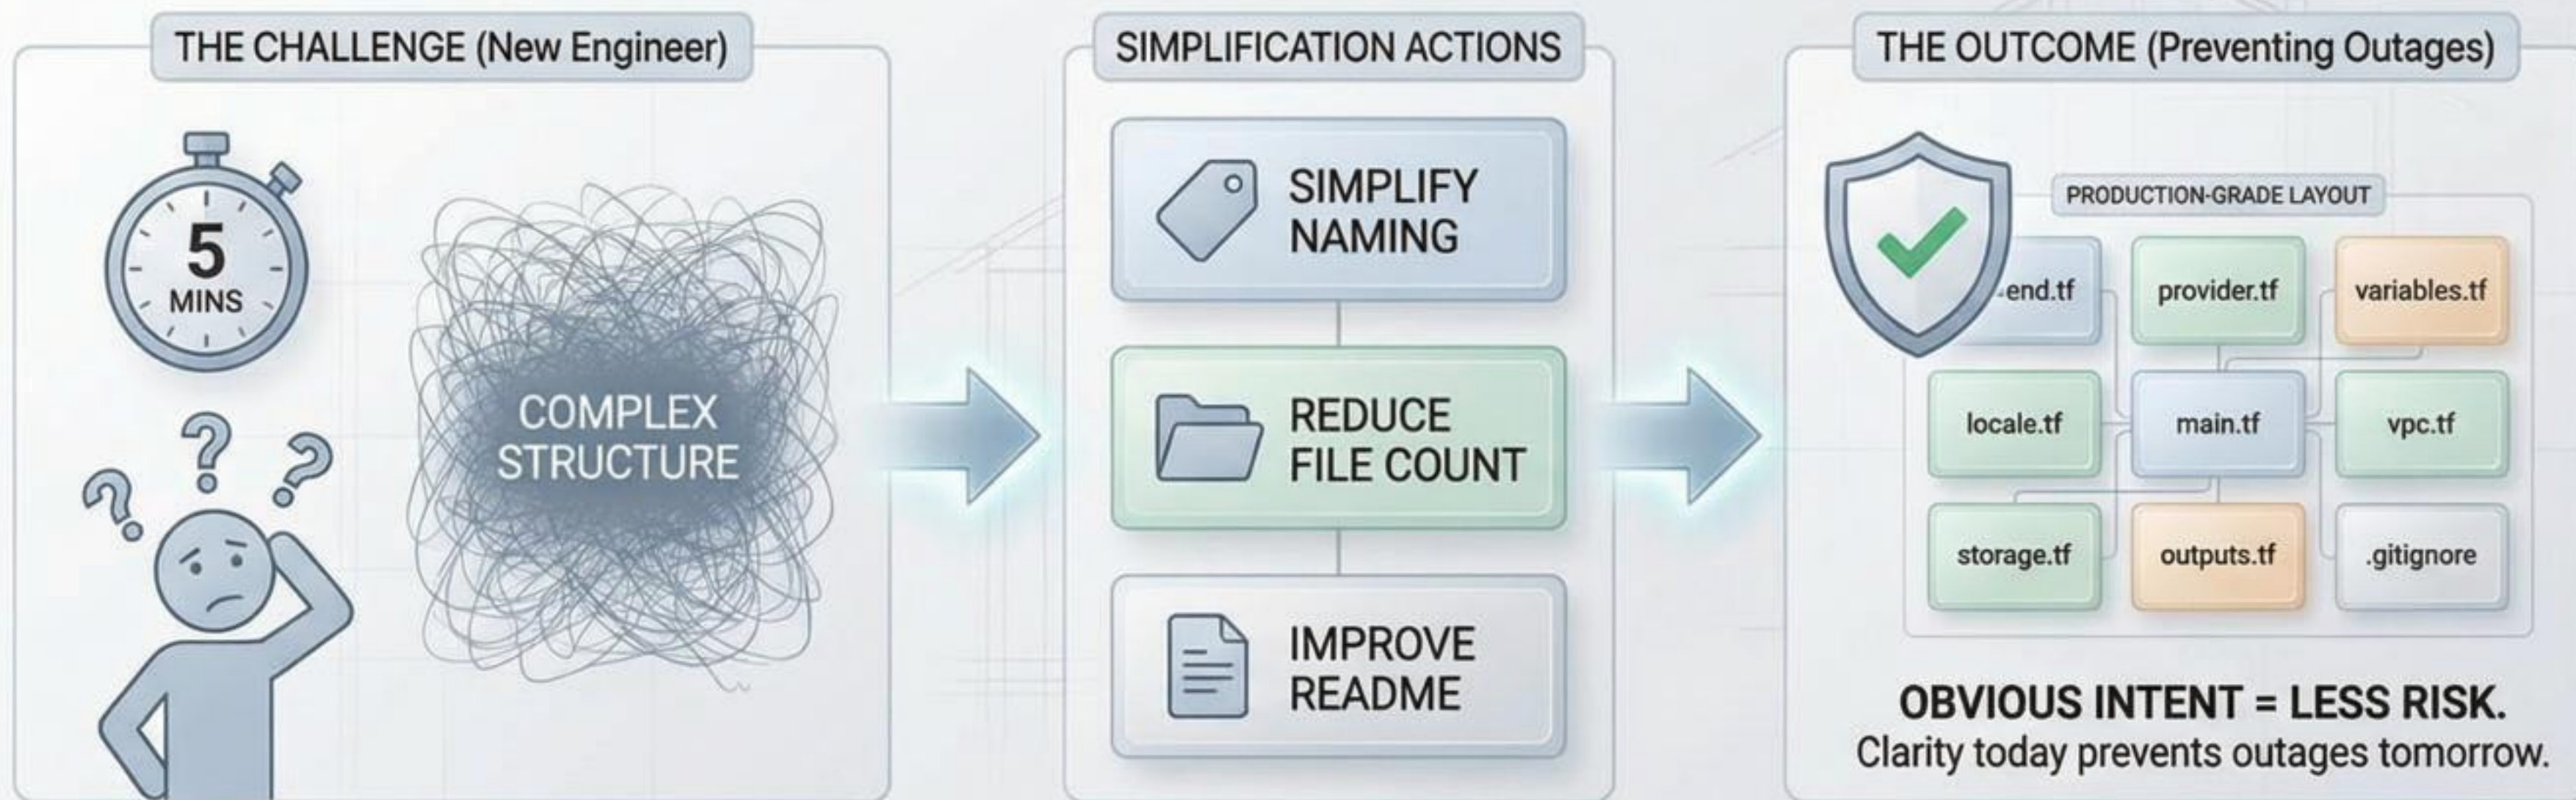 THE CHALLENGE (New Engineer)
5
MINS
? ? ?
COMPLEX
STRUCTURE
SIMPLIFICATION ACTIONS
SIMPLIFY
NAMING
REDUCE
FILE COUNT
IMPROVE
README
THE OUTCOME (Preventing Outages)
PRODUCTION-GRADE LAYOUT
end.tf
provider.tf
variables.tf
locale.tf
main.tf
vpc.tf
storage.tf
outputs.tf
.gitignore
OBVIOUS INTENT = LESS RISK.
Clarity today prevents outages tomorrow.